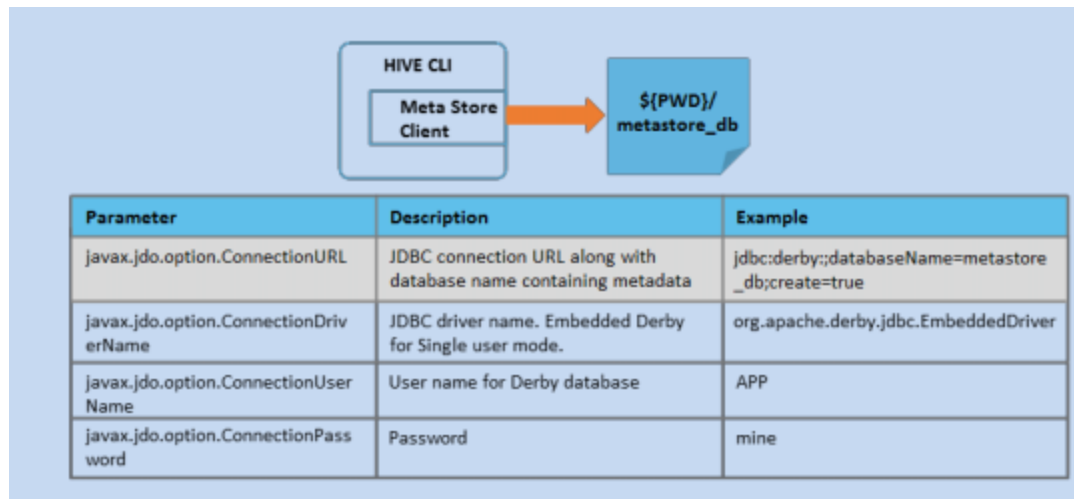 HIVE CLI
Meta Store
Client
${PWD}/
metastore_db
Parameter Description Example
javax.jdo.option.ConnectionURL
JDBC connection URL along with
database name containing metadata
jdbc:derby:;databaseName=metastore
_db;create=true
javax.jdo.option.ConnectionDriv
erName
JDBC driver name. Embedded Derby
for Single user mode.
org.apache.derby.jdbc.EmbeddedDriver
javax.jdo.option.ConnectionUser
Name
User name for Derby database
APP
javax.jdo.option.ConnectionPass
word
Password
mine